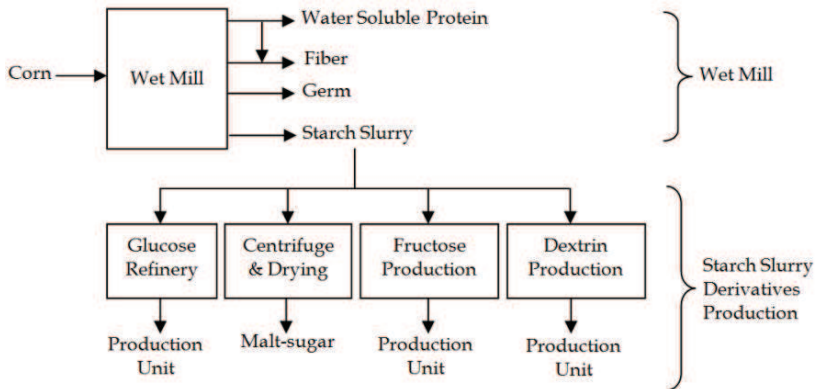 Water Soluble Protein
Corn
Wet Mill
Fiber
Germ
Starch Slurry
Wet Mill
Glucose
Refinery
Centrifuge
& Drying
Fructose
Production
Dextrin
Production
Starch Slurry
Derivatives
Production
Production
Unit
Malt-sugar
Production
Unit
Production
Unit